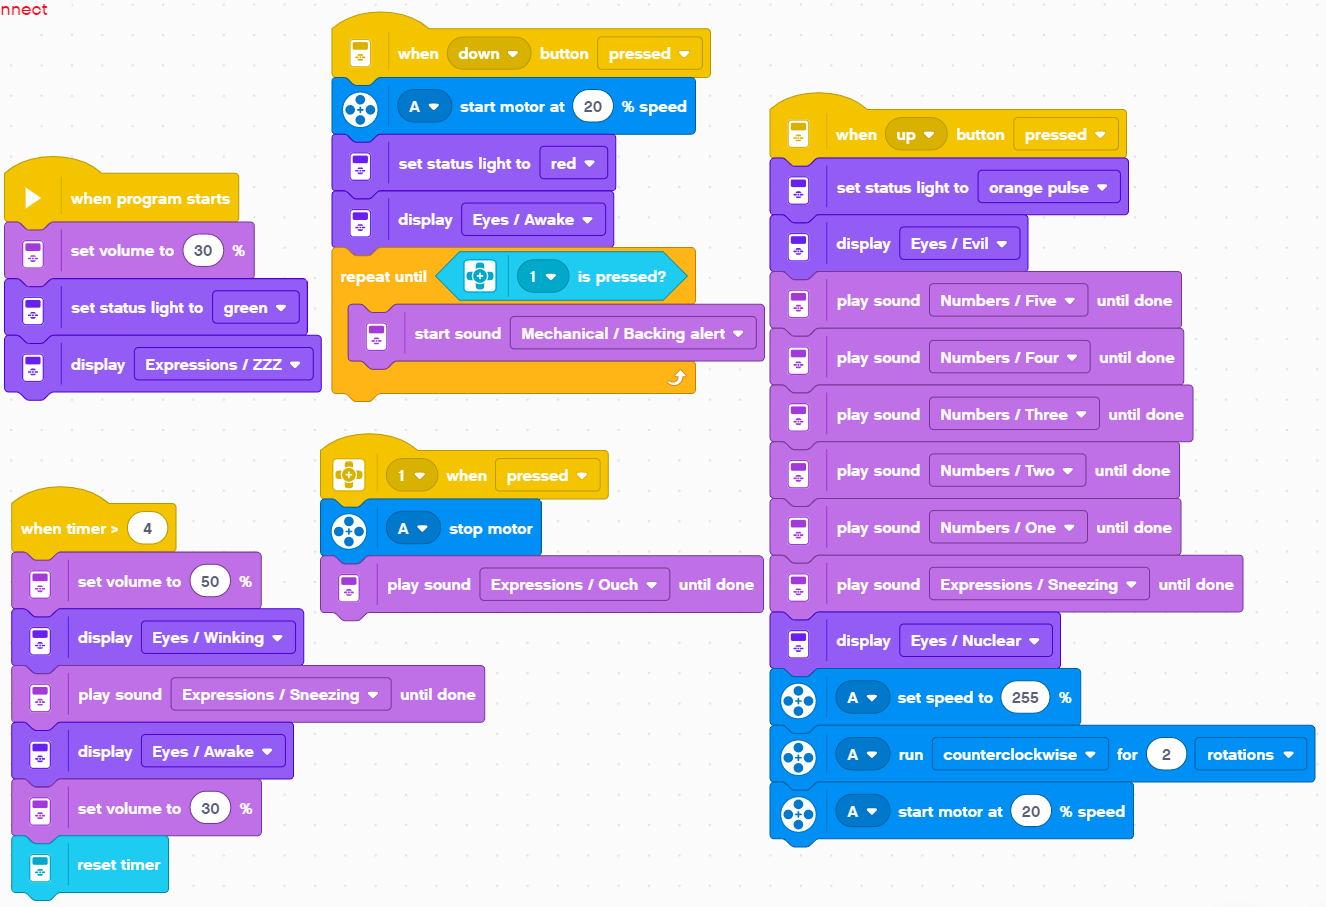 nnect
when program starts
set volume to 30 %
set status light to green
display Expressions / ZZZ
when timer > 4
set volume to 50 %
display Eyes / Winking
play sound Expressions / Sneezing until done
display Eyes / Awake
set volume to 30 %
reset timer
when down button pressed
A start motor at 20 % speed
set status light to red
display Eyes / Awake
repeat until 1 is pressed?
start sound Mechanical / Backing alert
1 when pressed
A stop motor
play sound Expressions / Ouch until done
when up button pressed
set status light to orange pulse
display Eyes / Evil
play sound Numbers / Five until done
play sound Numbers / Four until done
play sound Numbers / Three until done
play sound Numbers / Two until done
play sound Numbers / One until done
play sound Expressions / Sneezing until done
display Eyes / Nuclear
A set speed to 255 %
A run counterclockwise for 2 rotations
A start motor at 20 % speed